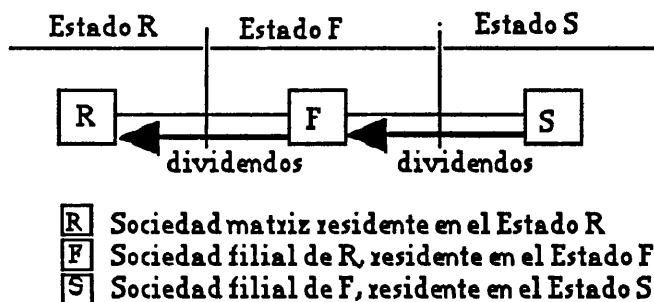 Estado R Estado F Estado S
R F S
dividendos dividendos
R Sociedad matriz residente en el Estado R
F Sociedad filial de R, residente en el Estado F
S Sociedad filial de F, residente en el Estado S